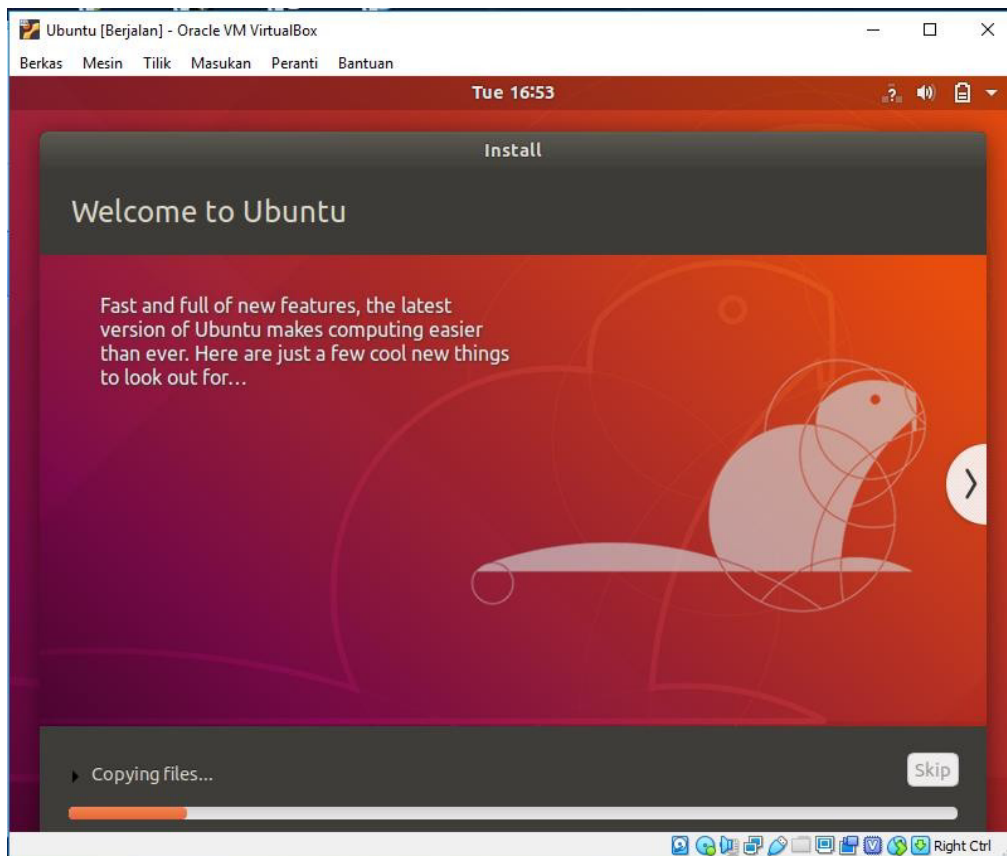 Ubuntu [Berjalan] - Oracle VM VirtualBox
Berkas Mesin Tilik Masukan Peranti Bantuan
Tue 16:53
Install
Welcome to Ubuntu
Fast and full of new features, the latest
version of Ubuntu makes computing easier
than ever. Here are just a few cool new things
to look out for...
Copying files...
Skip
Right Ctrl